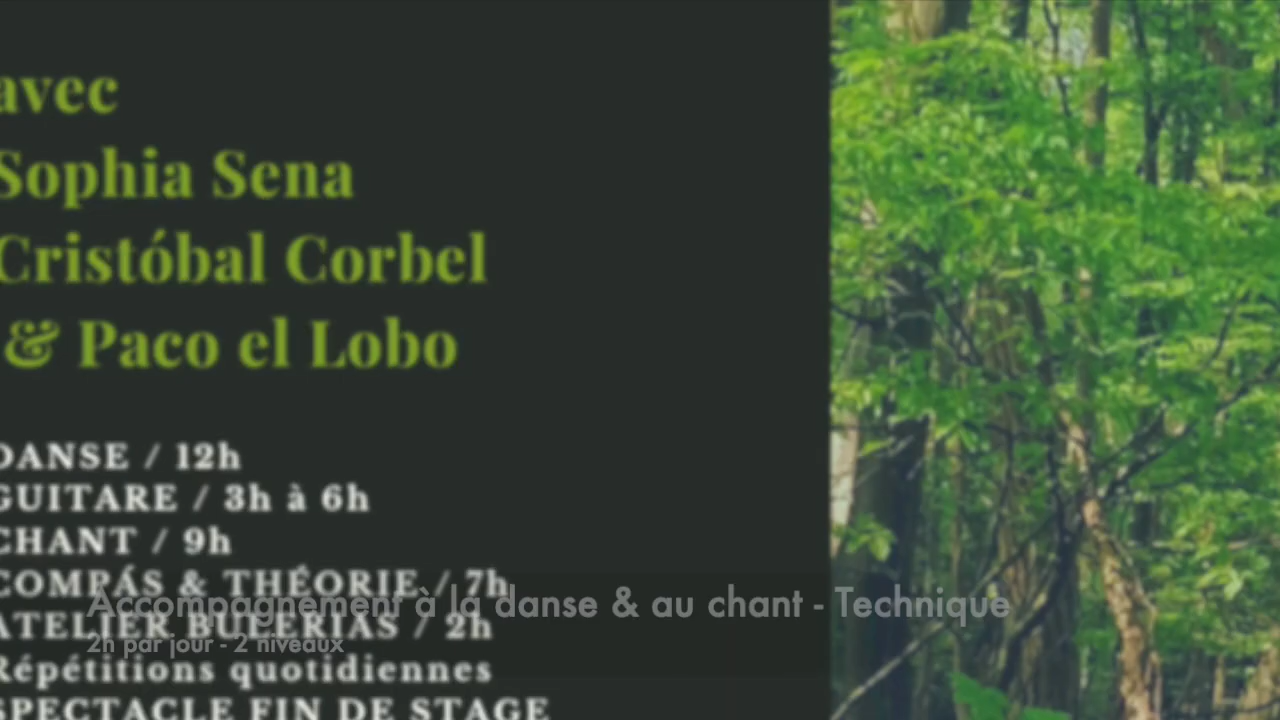 avec
Sophia Sena
Cristóbal Corbel
& Paco el Lobo
DANSE / 12h
GUITARE / 3h à 6h
CHANT / 9h
COMPÁS & THÉORIE / 7h
Accompagnement à la danse & au chant - Technique
ATELIER BULERIAS / 2h
2h par jour - 2 niveaux
Répétitions quotidiennes
SPECTACLE FIN DE STAGE